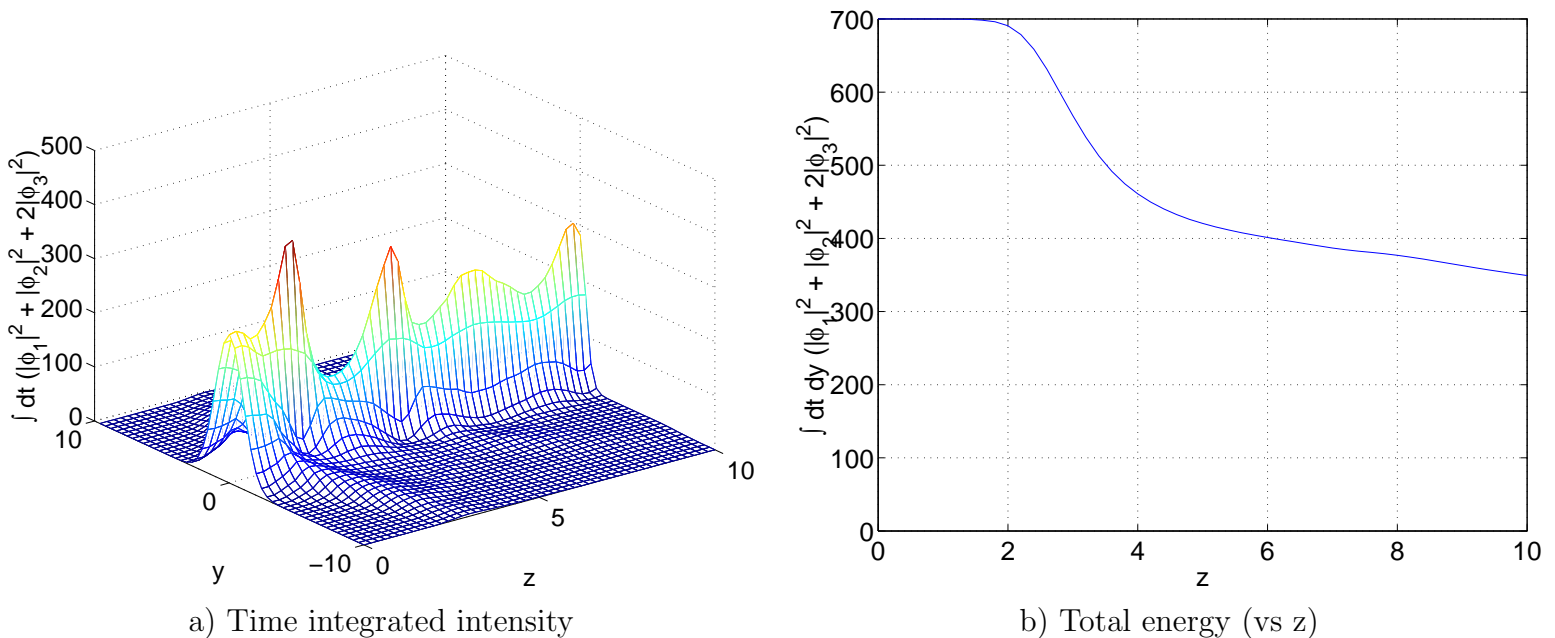 500
400
300
200
100
0
10
0
−10
0
5
10
y
z
∫ dt (|ϕ₁|² + |ϕ₂|² + 2|ϕ₃|²)
a) Time integrated intensity
700
600
500
400
300
200
100
0
0 2 4 6 8 10
z
∫ dt dy (|ϕ₁|² + |ϕ₂|² + 2|ϕ₃|²)
b) Total energy (vs z)